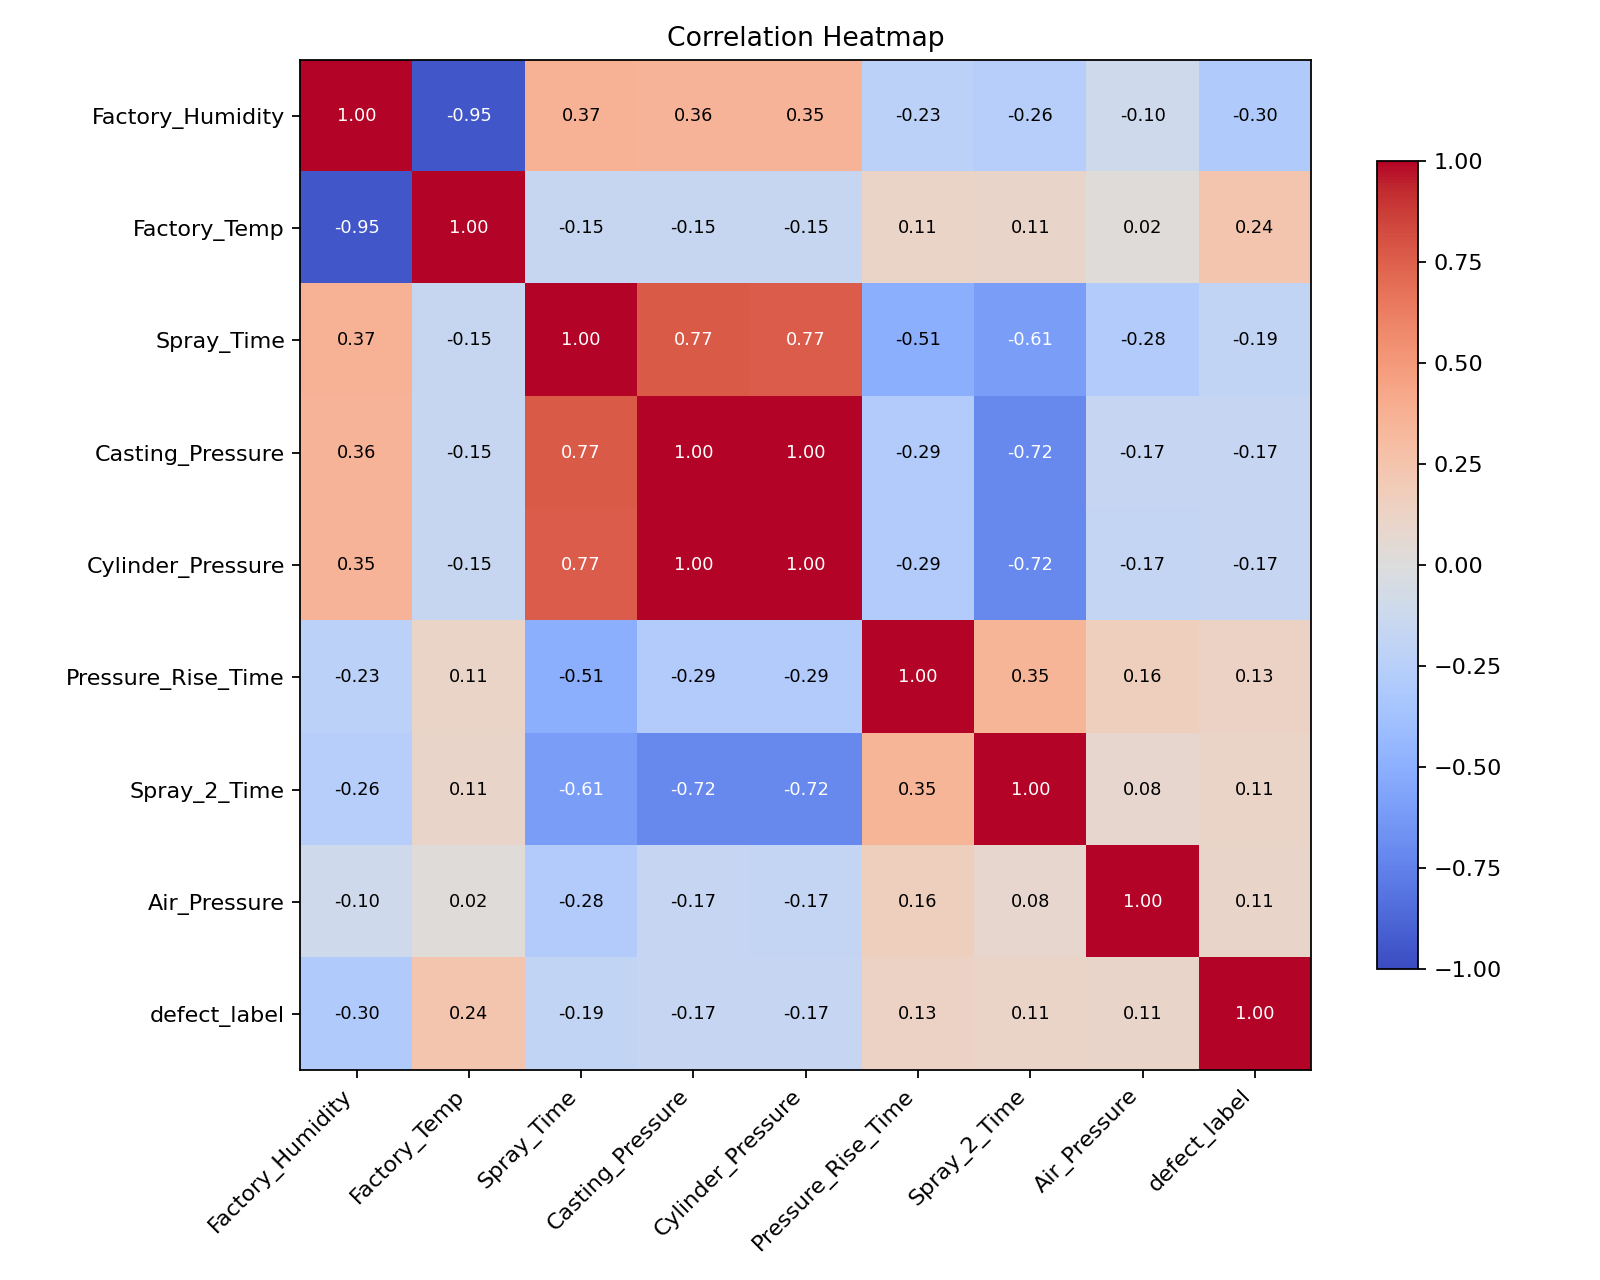 Correlation Heatmap
Factory_Humidity 1.00 -0.95 0.37 0.36 0.35 -0.23 -0.26 -0.10 -0.30
Factory_Temp -0.95 1.00 -0.15 -0.15 -0.15 0.11 0.11 0.02 0.24
Spray_Time 0.37 -0.15 1.00 0.77 0.77 -0.51 -0.61 -0.28 -0.19
Casting_Pressure 0.36 -0.15 0.77 1.00 1.00 -0.29 -0.72 -0.17 -0.17
Cylinder_Pressure 0.35 -0.15 0.77 1.00 1.00 -0.29 -0.72 -0.17 -0.17
Pressure_Rise_Time -0.23 0.11 -0.51 -0.29 -0.29 1.00 0.35 0.16 0.13
Spray_2_Time -0.26 0.11 -0.61 -0.72 -0.72 0.35 1.00 0.08 0.11
Air_Pressure -0.10 0.02 -0.28 -0.17 -0.17 0.16 0.08 1.00 0.11
defect_label -0.30 0.24 -0.19 -0.17 -0.17 0.13 0.11 0.11 1.00
Factory_Humidity
Factory_Temp
Spray_Time
Casting_Pressure
Cylinder_Pressure
Pressure_Rise_Time
Spray_2_Time
Air_Pressure
defect_label
1.00
0.75
0.50
0.25
0.00
−0.25
−0.50
−0.75
−1.00